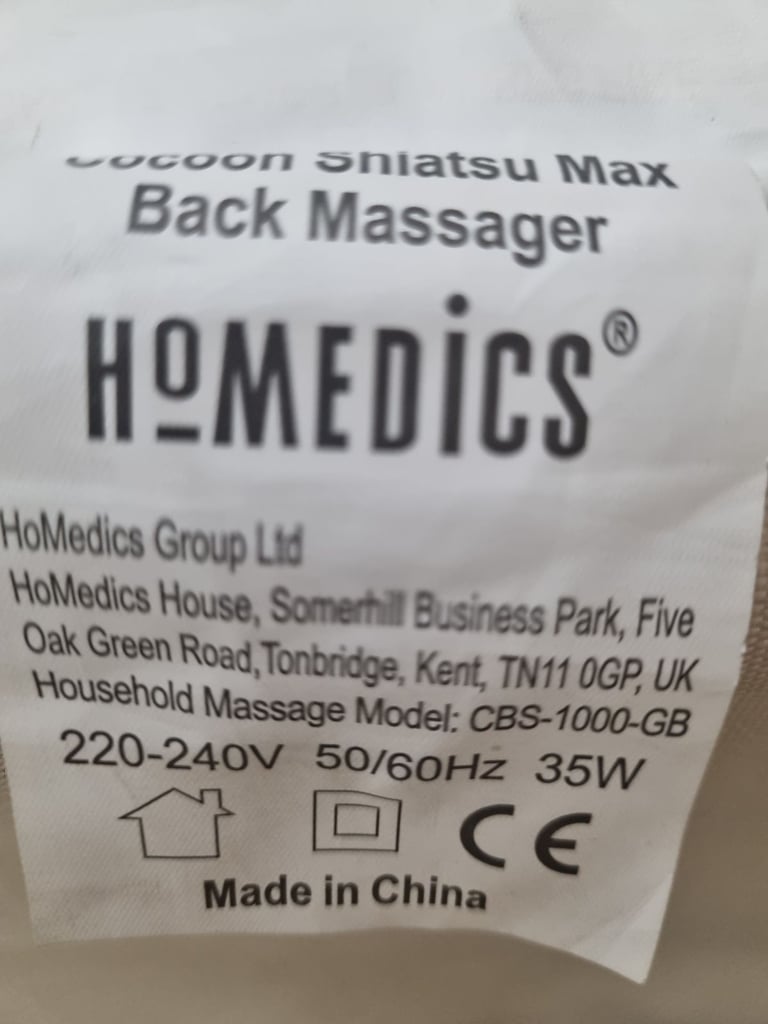 Cocoon Shiatsu Max
Back Massager
HoMEDiCS®
HoMedics Group Ltd
HoMedics House, Somerhill Business Park, Five
Oak Green Road, Tonbridge, Kent, TN11 0GP, UK
Household Massage Model: CBS-1000-GB
220-240V 50/60Hz 35W
CE
Made in China